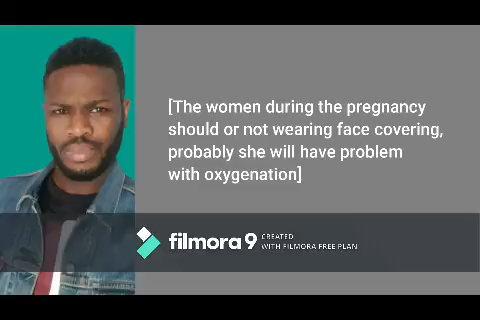 [The women during the pregnancy
should or not wearing face covering,
probably she will have problem
with oxygenation]
filmora 9 CREATED
WITH FILMORA FREE PLAN